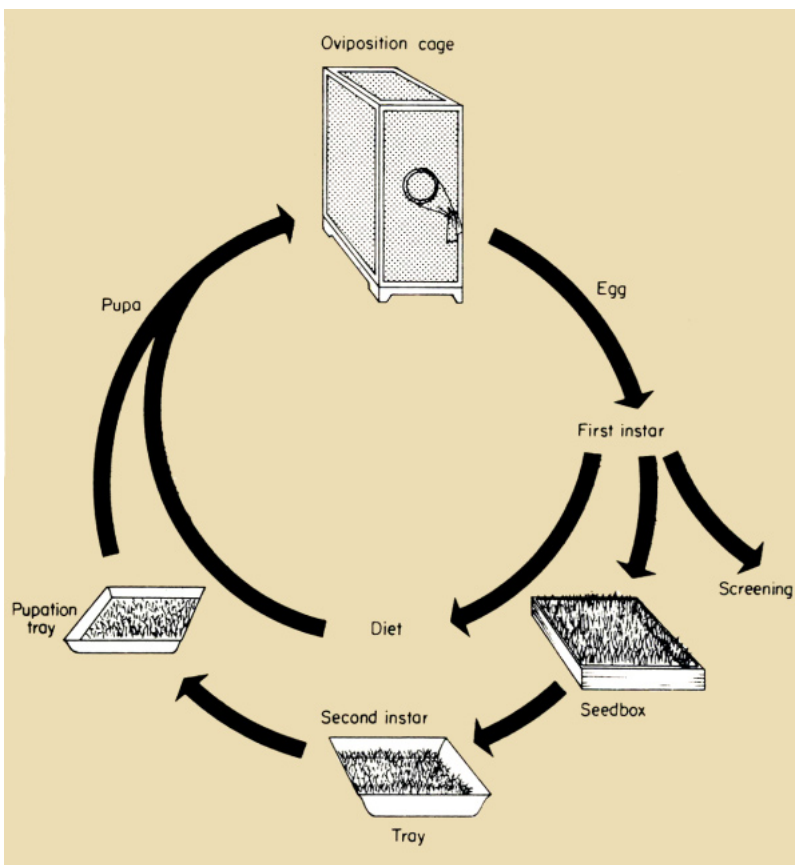 Oviposition cage
Egg
Pupa
First instar
Screening
Pupation
tray
Diet
Seedbox
Second instar
Tray